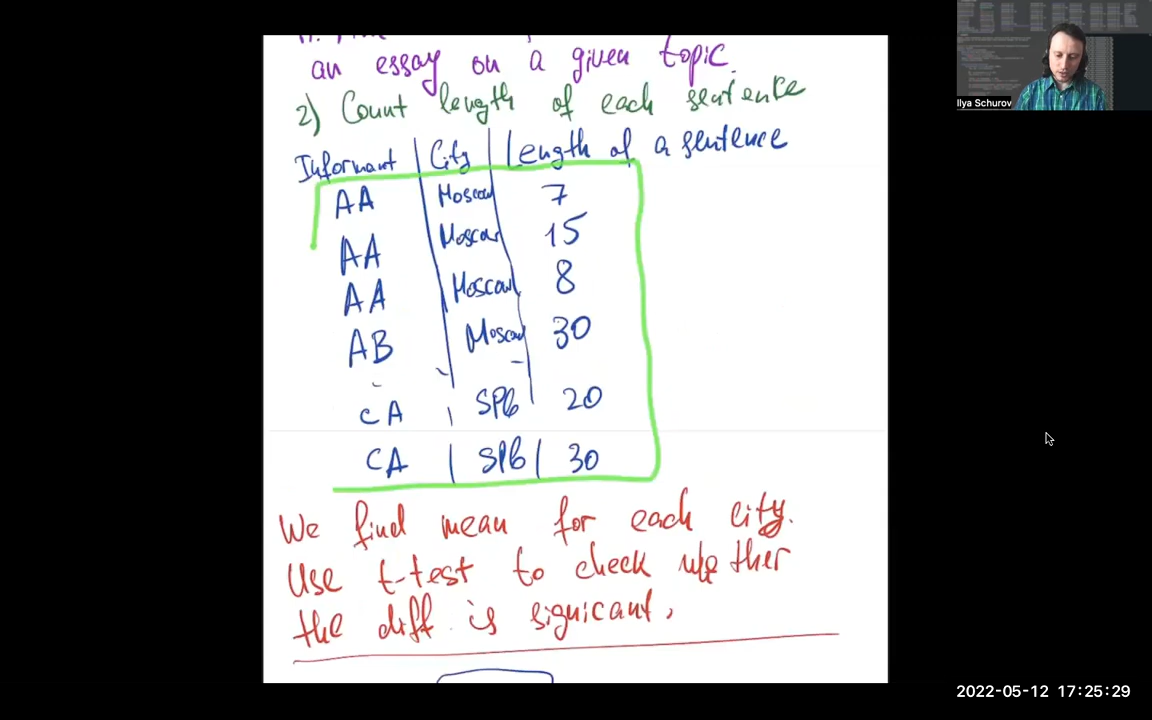 an essay on a given topic.
2) Count length of each sentence
Informant | City | Length of a sentence
AA Moscow 7
AA Moscow 15
AA Moscow 8
AB Moscow 30
CA | SPb | 20
CA | SPb | 30
We find mean for each city.
Use t-test to check whether
the diff. is signicant.
Ilya Schurov
2022-05-12 17:25:29